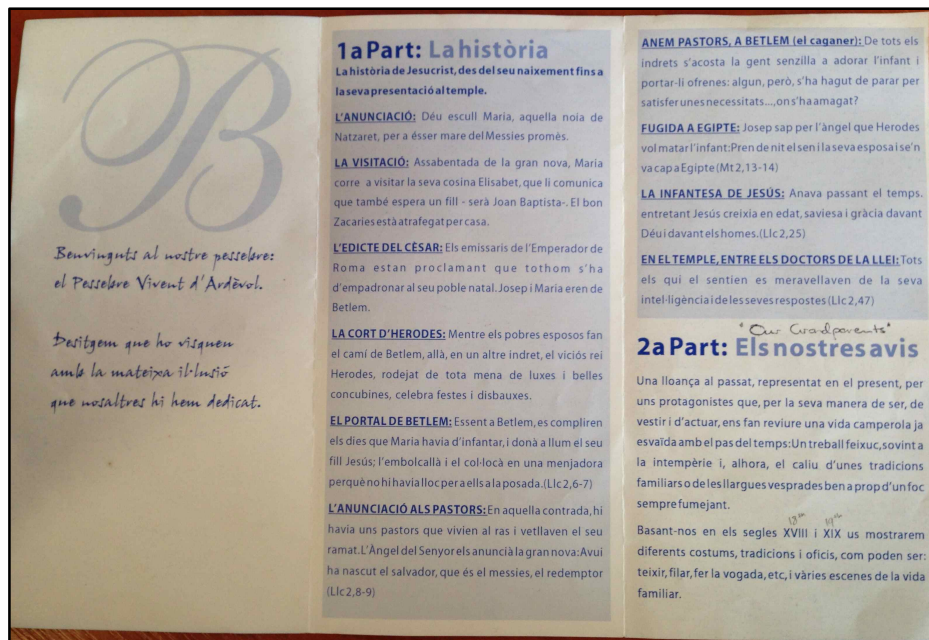 B
Benvinguts al nostre pessebre:
el Pessebre Vivent d'Ardèvol.
Desitgem que ho visqueu
amb la mateixa il·lusió
que nosaltres hi hem dedicat.
1a Part: La història
La història de Jesucrist, des del seu naixement fins a
la seva presentació al temple.
L'ANUNCIACIÓ: Déu escull Maria, aquella noia de
Natzaret, per a ésser mare del Messies promès.
LA VISITACIÓ: Assabentada de la gran nova, Maria
corre a visitar la seva cosina Elisabet, que li comunica
que també espera un fill - serà Joan Baptista-. El bon
Zacaries està atrafegat per casa.
L'EDICTE DEL CÈSAR: Els emissaris de l'Emperador de
Roma estan proclamant que tothom s'ha
d'empadronar al seu poble natal. Josep i Maria eren de
Betlem.
LA CORT D'HERODES: Mentre els pobres esposos fan
el camí de Betlem, allà, en un altre indret, el viciós rei
Herodes, rodejat de tota mena de luxes i belles
concubines, celebra festes i disbauxes.
EL PORTAL DE BETLEM: Essent a Betlem, es compliren
els dies que Maria havia d'infantar, i donà a llum el seu
fill Jesús; l'embolcallà i el col·locà en una menjadora
perquè no hi havia lloc per a ells a la posada. (Llc 2,6-7)
L'ANUNCIACIÓ ALS PASTORS: En aquella contrada, hi
havia uns pastors que vivien al ras i vetllaven el seu
ramat. L'Àngel del Senyor els anuncià la gran nova: Avui
ha nascut el salvador, que és el messies, el redemptor
(Llc 2,8-9)
ANEM PASTORS, A BETLEM (el caganer): De tots els
indrets s'acosta la gent senzilla a adorar l'infant i
portar-li ofrenes: algun, però, s'ha hagut de parar per
satisfer unes necessitats..., on s'ha amagat?
FUGIDA A EGIPTE: Josep sap per l'àngel que Herodes
vol matar l'infant: Pren de nit el sen i la seva esposa i se'n
va cap a Egipte (Mt 2,13-14)
LA INFANTESA DE JESÚS: Anava passant el temps.
entretant Jesús creixia en edat, saviesa i gràcia davant
Déu i davant els homes. (Llc 2,25)
EN EL TEMPLE, ENTRE ELS DOCTORS DE LA LLEI: Tots
els qui el sentien es meravellaven de la seva
intel·ligència i de les seves respostes (Llc 2,47)
"Our Grandparents"
2a Part: Els nostres avis
Una lloança al passat, representat en el present, per
uns protagonistes que, per la seva manera de ser, de
vestir i d'actuar, ens fan reviure una vida camperola ja
esvaïda amb el pas del temps: Un treball feixuc, sovint a
la intempèrie i, alhora, el caliu d'unes tradicions
familiars o de les llargues vesprades ben a prop d'un foc
sempre fumejant.
18th 19th
Basant-nos en els segles XVIII i XIX us mostrarem
diferents costums, tradicions i oficis, com poden ser:
teixir, filar, fer la vogada, etc, i vàries escenes de la vida
familiar.